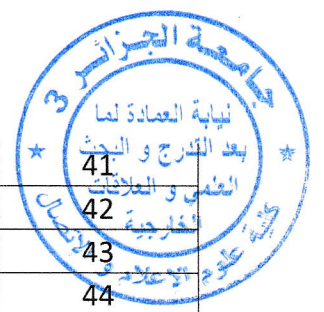 جامعة الجزائر 3
نيابة العمادة لما
بعد التدرج و البحث
العلمي و العلاقات
الخارجية
كلية علوم الإعلام و الاتصال
41
42
43
44